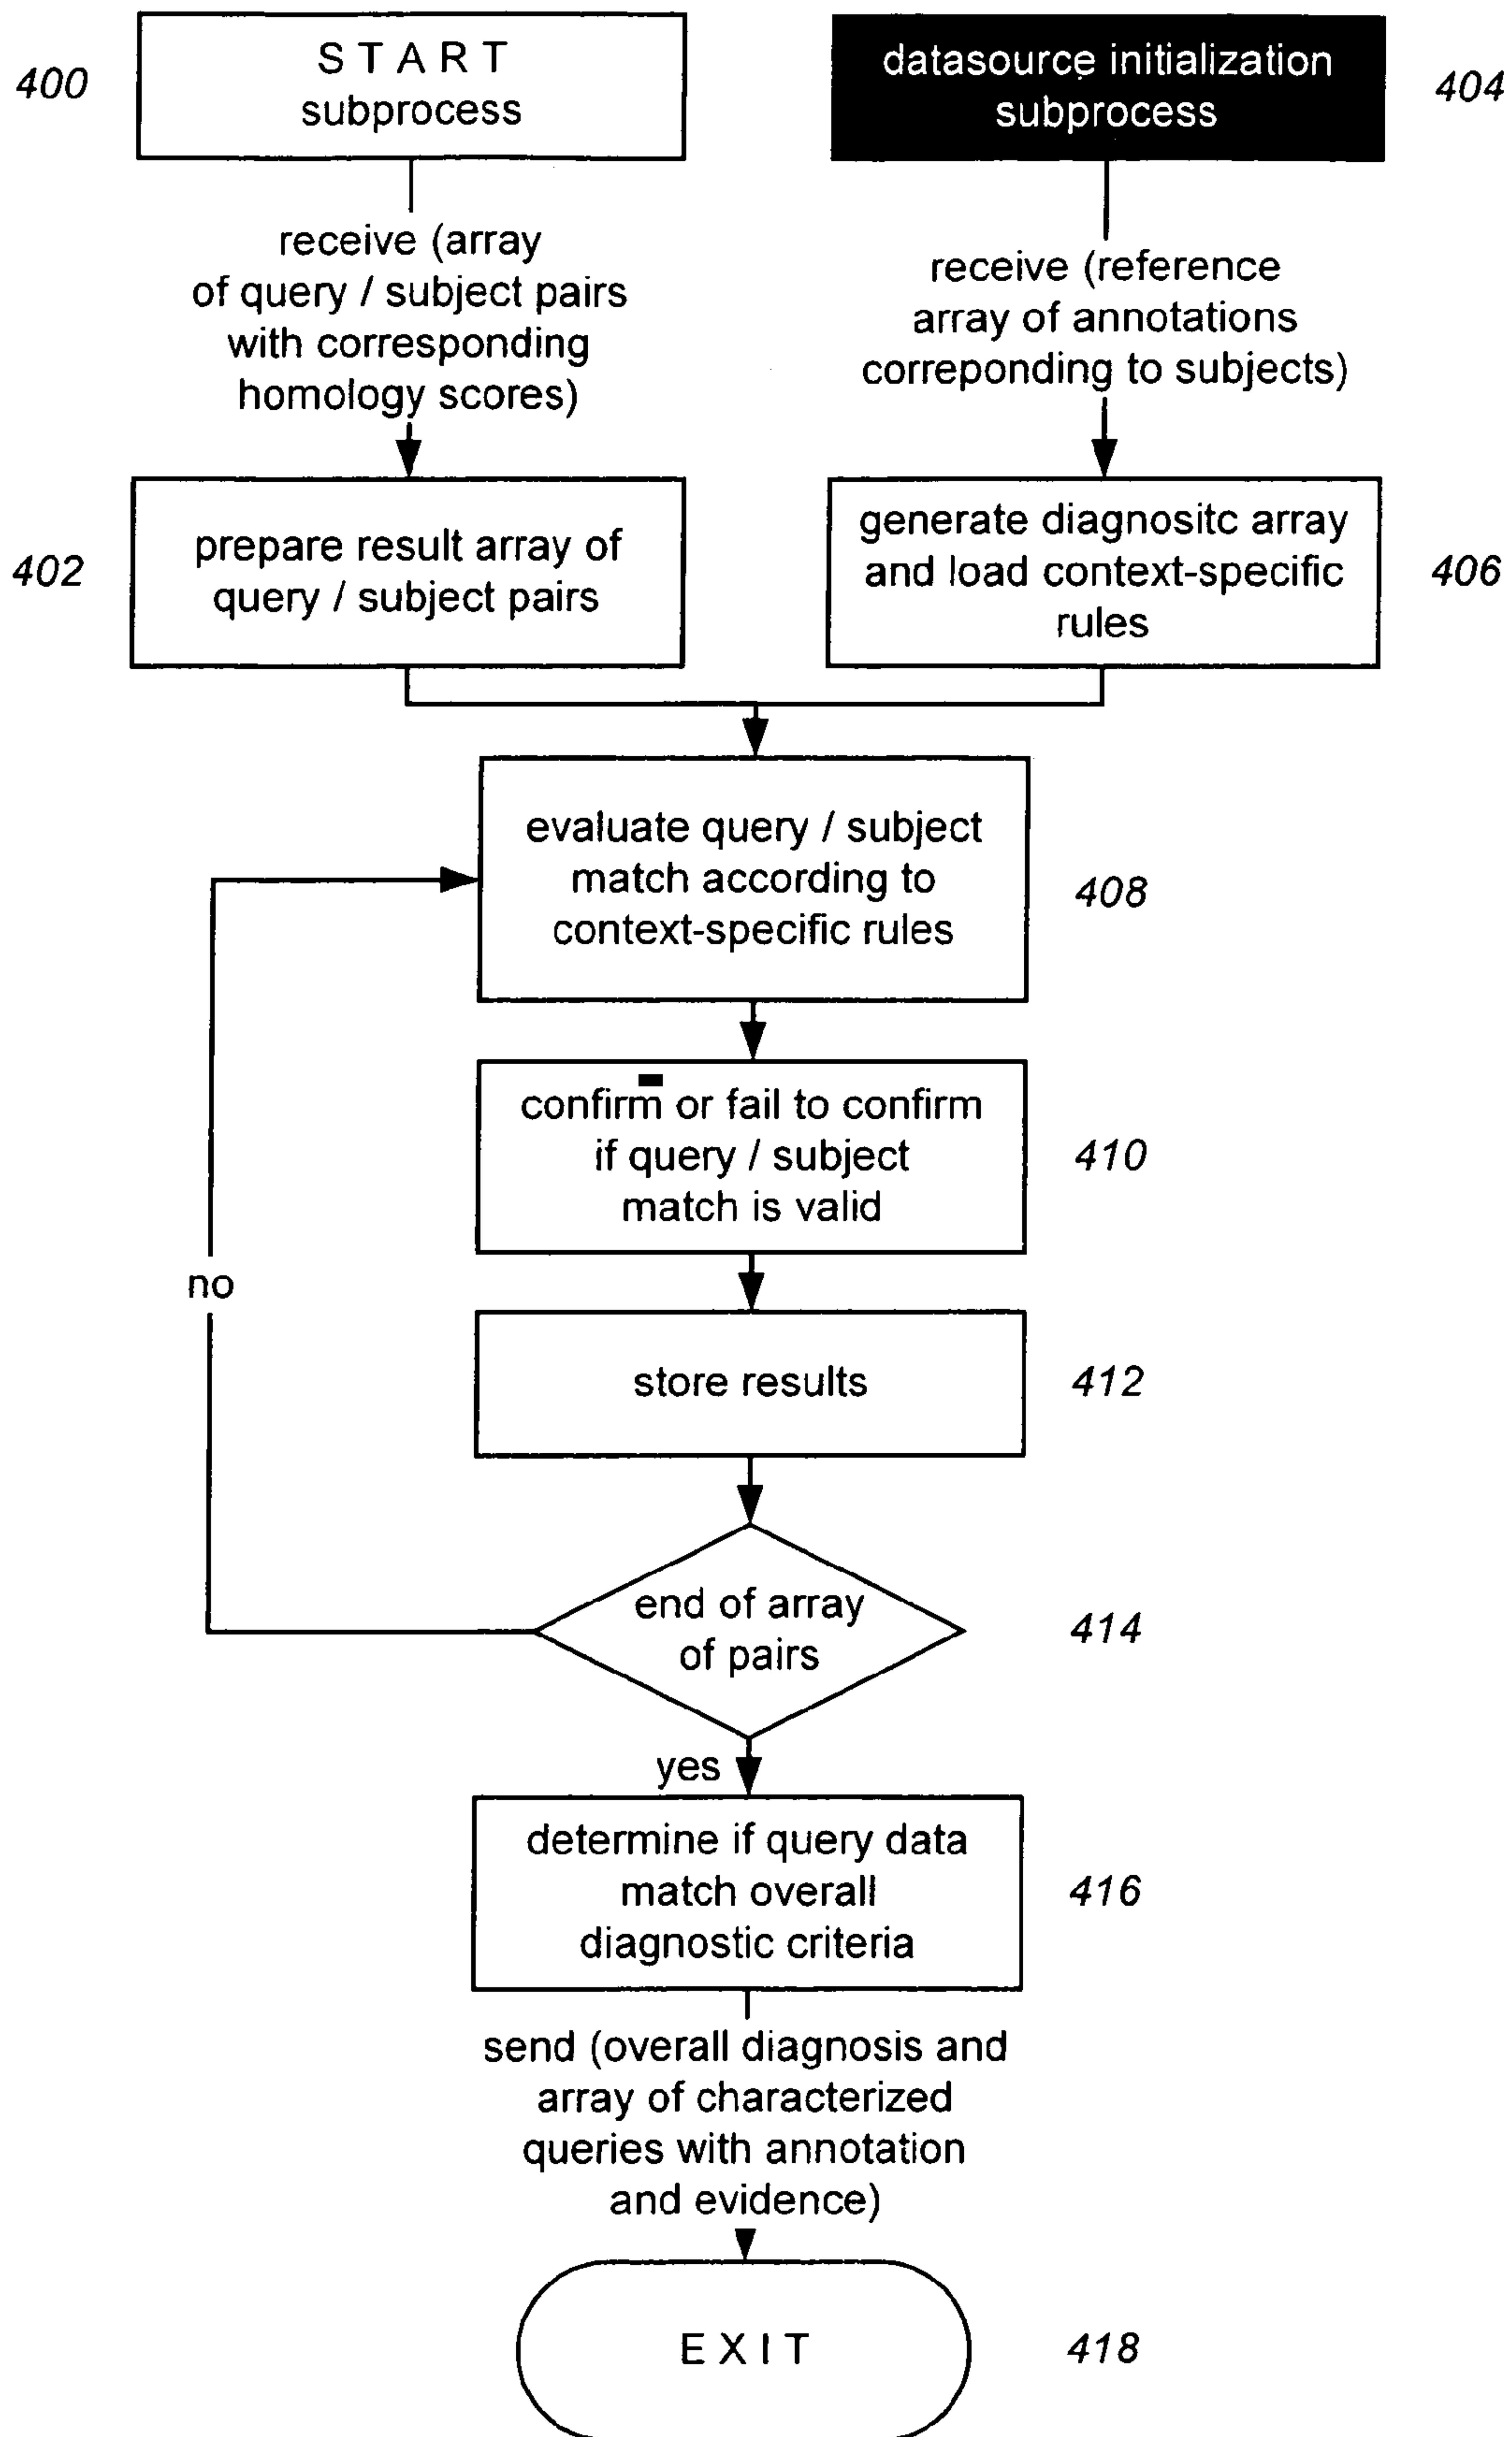 S T A R T
subprocess
400
datasource initialization
subprocess
404
receive (array
of query / subject pairs
with corresponding
homology scores)
receive (reference
array of annotations
correponding to subjects)
402
prepare result array of
query / subject pairs
generate diagnositc array
and load context-specific
rules
406
evaluate query / subject
match according to
context-specific rules
408
confirm or fail to confirm
if query / subject
match is valid
410
no
store results
412
end of array
of pairs
414
yes
determine if query data
match overall
diagnostic criteria
416
send (overall diagnosis and
array of characterized
queries with annotation
and evidence)
E X I T
418